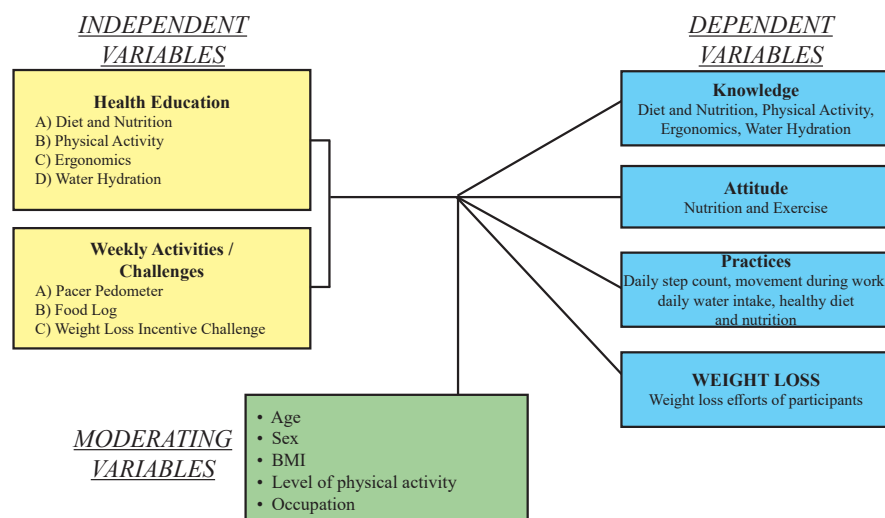 INDEPENDENT
VARIABLES
Health Education
A) Diet and Nutrition
B) Physical Activity
C) Ergonomics
D) Water Hydration
Weekly Activities /
Challenges
A) Pacer Pedometer
B) Food Log
C) Weight Loss Incentive Challenge
MODERATING
VARIABLES
• Age
• Sex
• BMI
• Level of physical activity
• Occupation
DEPENDENT
VARIABLES
Knowledge
Diet and Nutrition, Physical Activity,
Ergonomics, Water Hydration
Attitude
Nutrition and Exercise
Practices
Daily step count, movement during work
daily water intake, healthy diet
and nutrition
WEIGHT LOSS
Weight loss efforts of participants